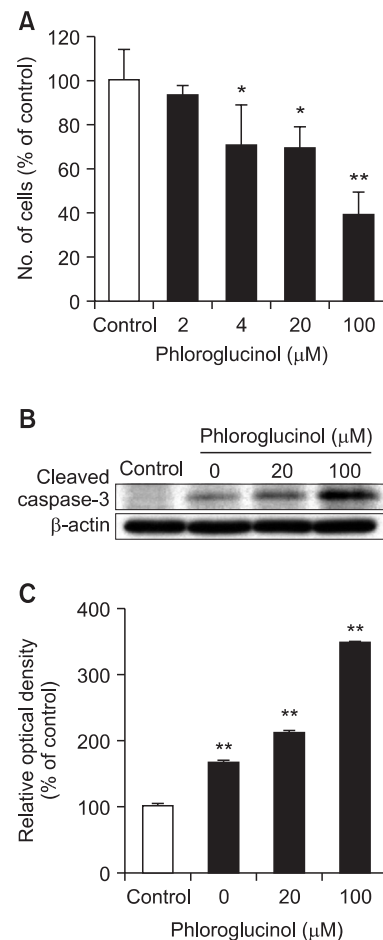 A
120
100
80
60
40
20
0
No. of cells (% of control)
*
*
**
Control 2 4 20 100
Phloroglucinol (μM)
B
Phloroglucinol (μM)
Control 0 20 100
Cleaved
caspase-3
β-actin
C
400
300
200
100
0
Relative optical density
(% of control)
**
**
**
Control 0 20 100
Phloroglucinol (μM)